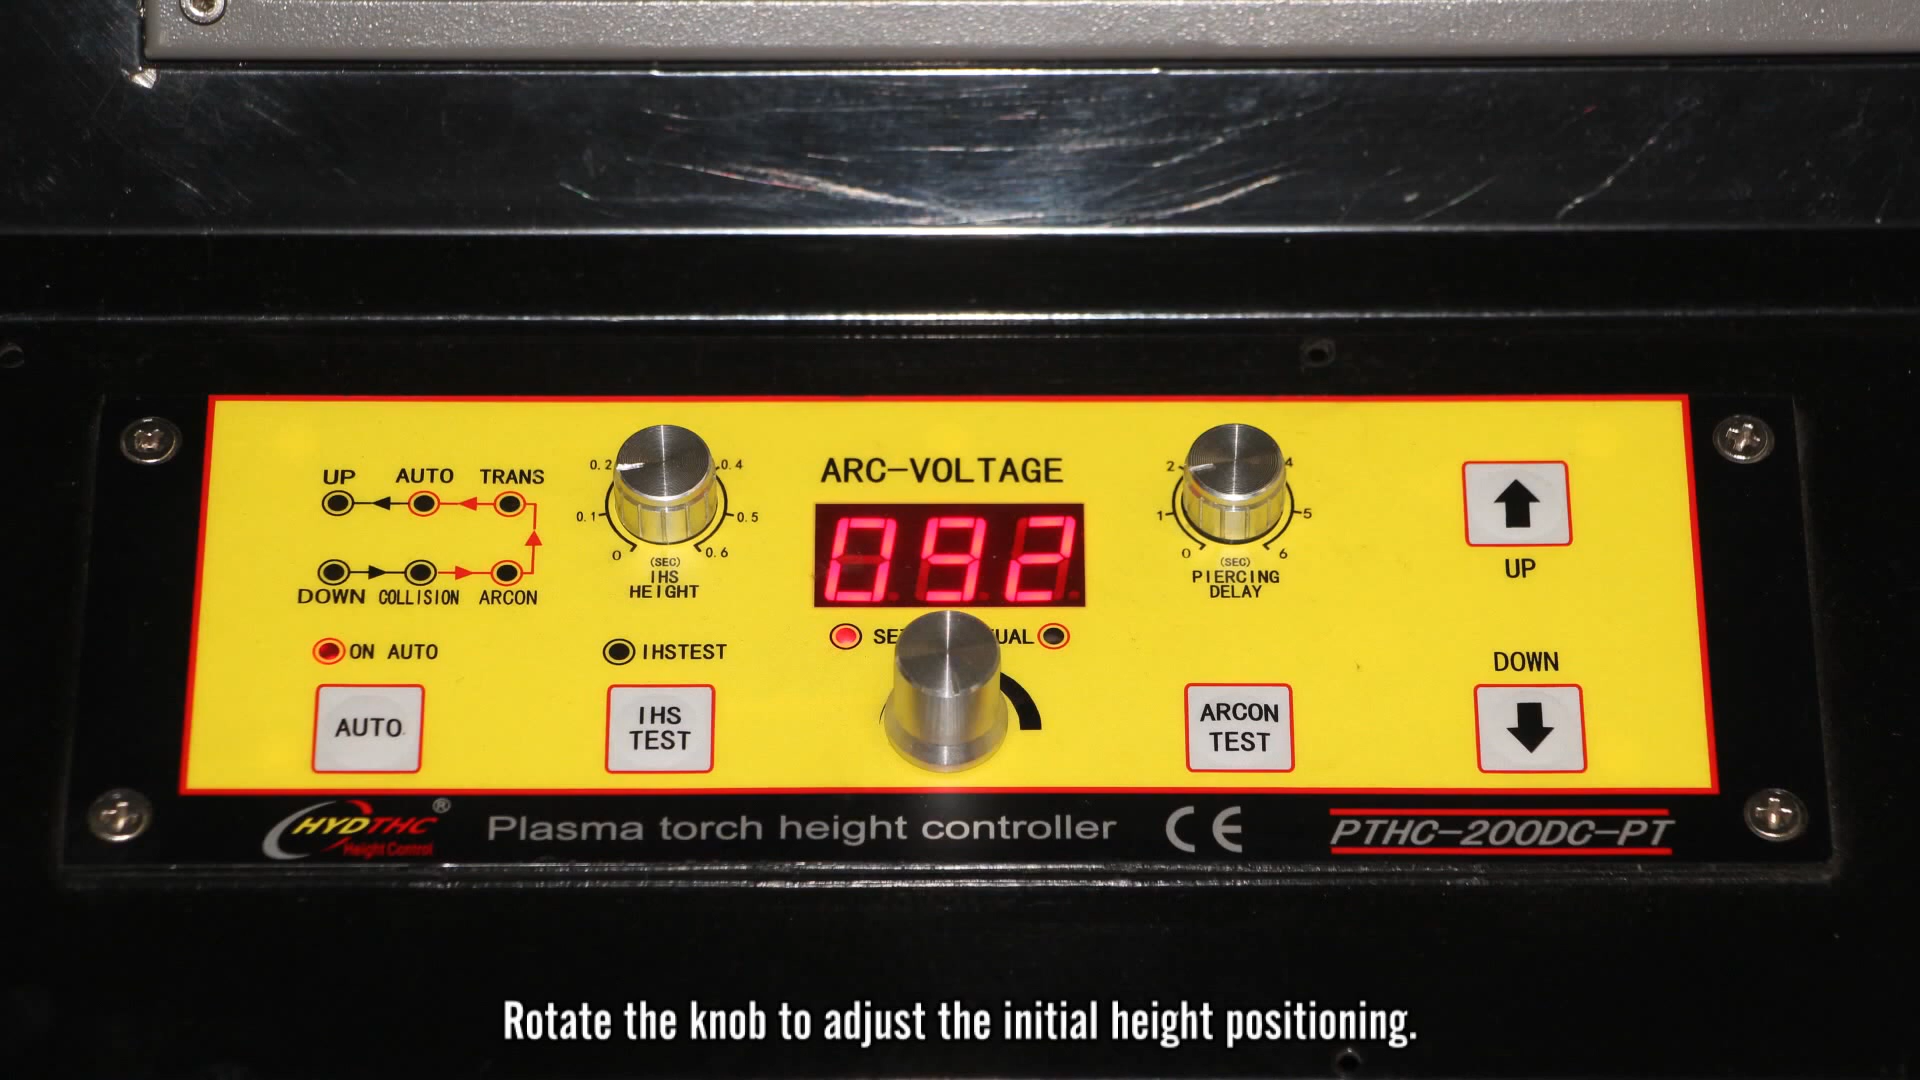 UP AUTO TRANS
DOWN COLLISION ARCON
ON AUTO
AUTO
0 0.1 0.2 0.4 0.5 0.6
(SEC)
IHS
HEIGHT
IHSTEST
IHS
TEST
ARC-VOLTAGE
092
0 1 2 4 5 6
(SEC)
PIERCING
DELAY
ARCON
TEST
UP
DOWN
HYDTHC®
Height Control
Plasma torch height controller
CE
PTHC-200DC-PT
Rotate the knob to adjust the initial height positioning.